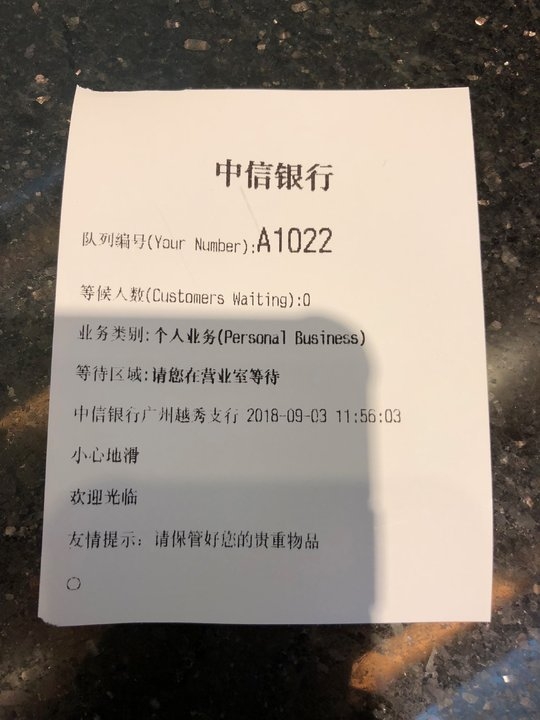 中信银行
队列编号(Your Number):A1022
等候人数(Customers Waiting):0
业务类别:个人业务(Personal Business)
等待区域:请您在营业室等待
中信银行广州越秀支行 2018-09-03 11:56:03
小心地滑
欢迎光临
友情提示: 请保管好您的贵重物品
。